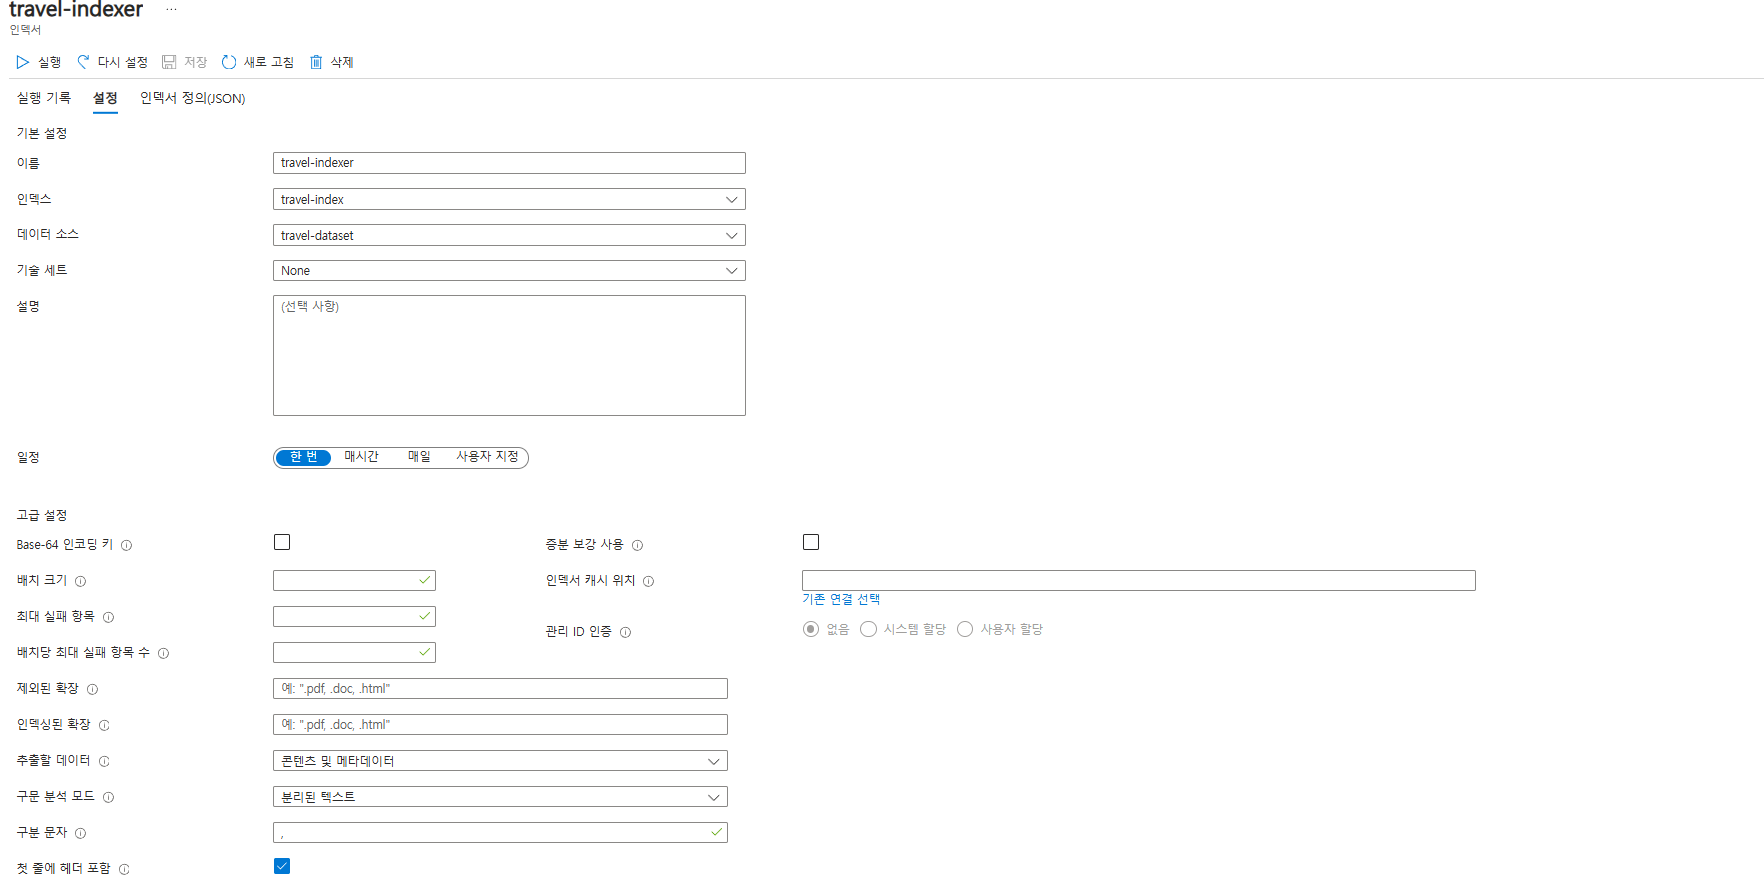 travel-indexer ...
인덱서
실행 다시 설정 저장 새로 고침 삭제
실행 기록 설정 인덱서 정의(JSON)
기본 설정
이름 travel-indexer
인덱스 travel-index
데이터 소스 travel-dataset
기술 세트 None
설명 (선택 사항)
일정 한 번 매시간 매일 사용자 지정
고급 설정
Base-64 인코딩 키 증분 보강 사용
배치 크기 인덱서 캐시 위치
기존 연결 선택
최대 실패 항목
관리 ID 인증 없음 시스템 할당 사용자 할당
배치당 최대 실패 항목 수
제외된 확장 예: ".pdf, .doc, .html"
인덱싱된 확장 예: ".pdf, .doc, .html"
추출할 데이터 콘텐츠 및 메타데이터
구문 분석 모드 분리된 텍스트
구분 문자 ,
첫 줄에 헤더 포함